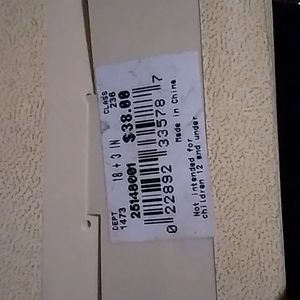 DEPT CLASS
1473 236
18 + 3 IN
25148001 $38.00
0 22892 33578 7
Made in China
Not intended for
children 12 and under